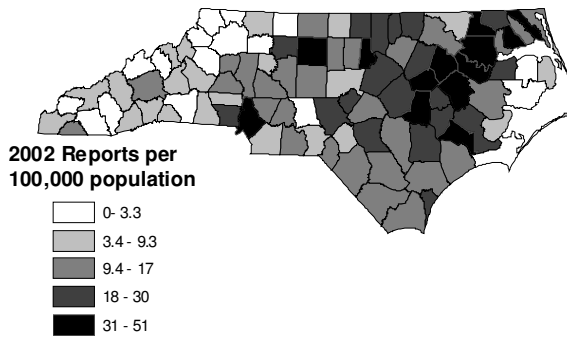 2002 Reports per
100,000 population
0- 3.3
3.4 - 9.3
9.4 - 17
18 - 30
31 - 51